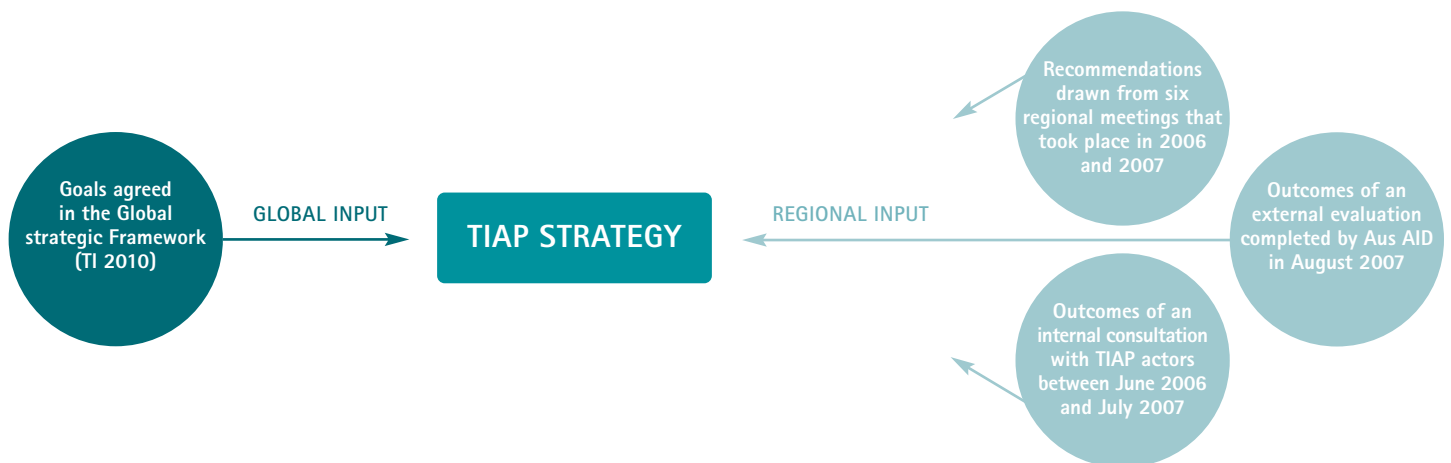 Goals agreed
in the Global
strategic Framework
(TI 2010)
GLOBAL INPUT
TIAP STRATEGY
REGIONAL INPUT
Recommendations
drawn from six
regional meetings that
took place in 2006
and 2007
Outcomes of an
external evaluation
completed by Aus AID
in August 2007
Outcomes of an
internal consultation
with TIAP actors
between June 2006
and July 2007